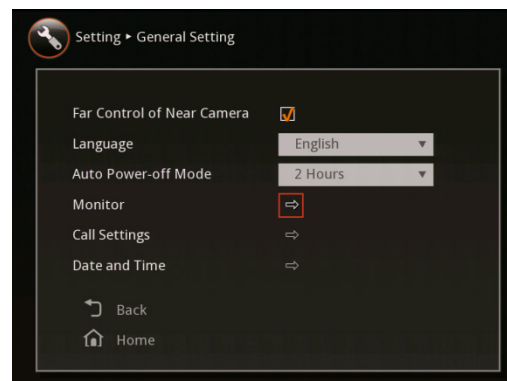 Setting ▸ General Setting
Far Control of Near Camera
Language English
Auto Power-off Mode 2 Hours
Monitor
Call Settings
Date and Time
Back
Home